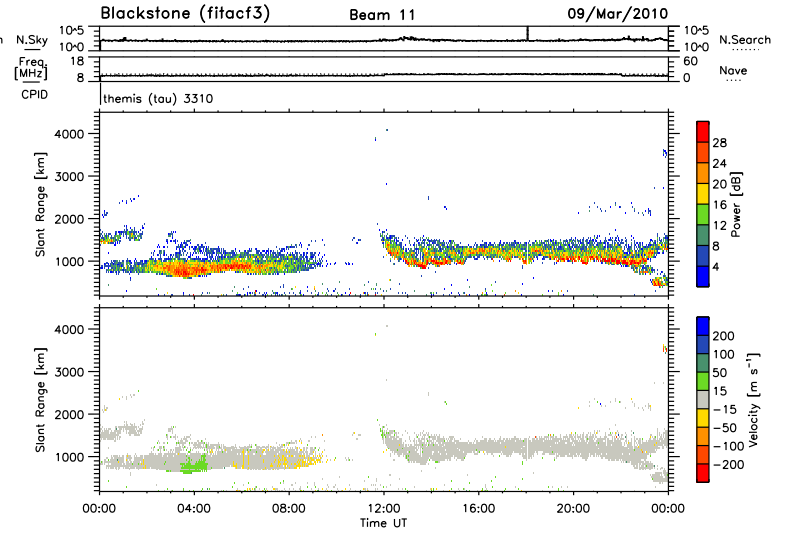 Blackstone (fitacf3)
Beam 11
09/Mar/2010
n N.Sky
10^5
10^0
10^5
10^0
N.Search
Freq.
[MHz]
18
8
60
0
Nave
CPID
themis (tau) 3310
Slant Range [km]
4000
3000
2000
1000
28
24
20
16
12
8
4
Power [dB]
Slant Range [km]
4000
3000
2000
1000
200
100
50
15
-15
-50
-100
-200
Velocity [m s⁻¹]
00:00 04:00 08:00 12:00 16:00 20:00 00:00
Time UT